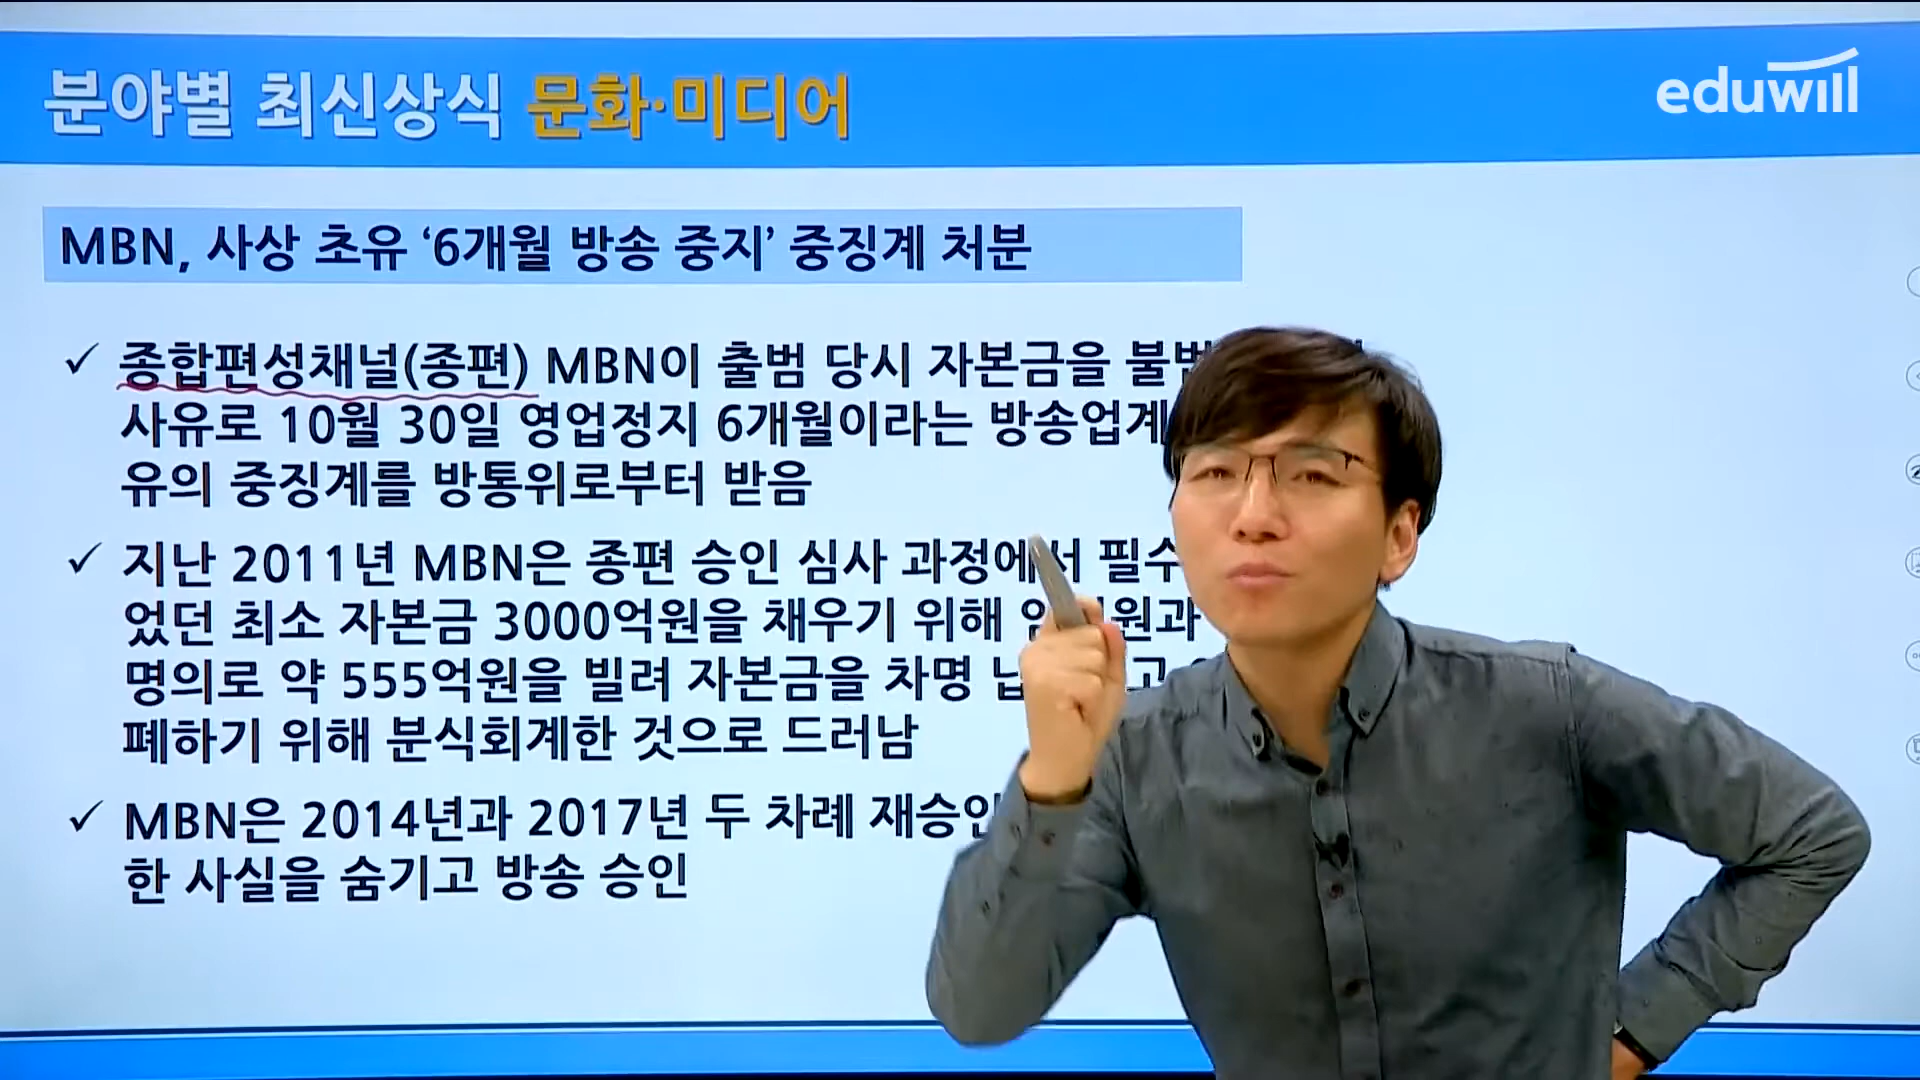 분야별 최신상식 문화·미디어
eduwill
MBN, 사상 초유 ‘6개월 방송 중지’ 중징계 처분
✓ 종합편성채널(종편) MBN이 출범 당시 자본금을
사유로 10월 30일 영업정지 6개월이라는 방송업계
유의 중징계를 방통위로부터 받음
✓ 지난 2011년 MBN은 종편 승인 심사 과정에서 필수
었던 최소 자본금 3000억원을 채우기 위해
명의로 약 555억원을 빌려 자본금을 차명
폐하기 위해 분식회계한 것으로 드러남
✓ MBN은 2014년과 2017년 두 차례 재승인
한 사실을 숨기고 방송 승인